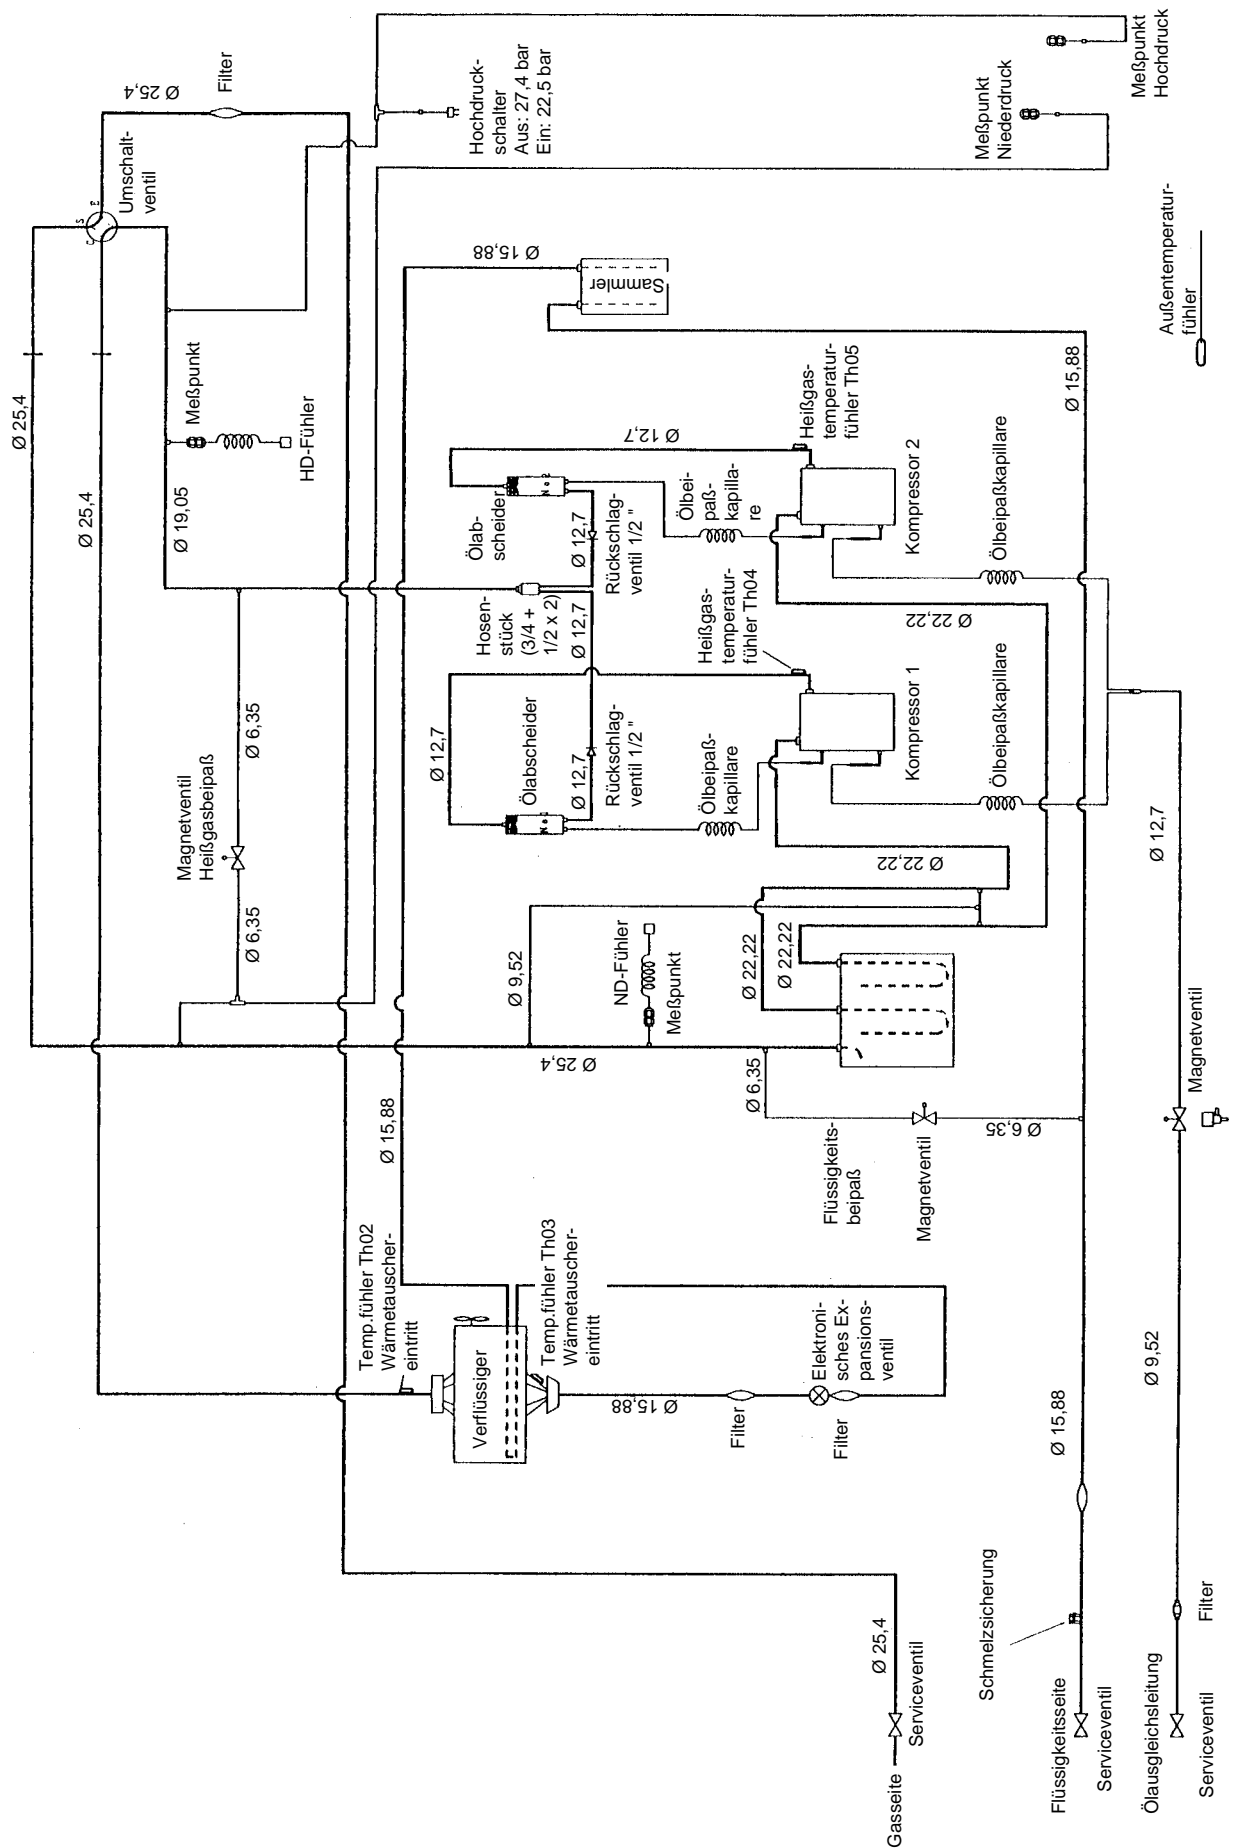 Ø 25,4
Filter
Umschalt-
ventil
C
S
E
Hochdruck-
schalter
Aus: 27,4 bar
Ein: 22,5 bar
Meßpunkt
Niederdruck
Meßpunkt
Hochdruck
Ø 25,4
Ø 25,4
Meßpunkt
HD-Fühler
Ø 19,05
Ø 15,88
Sammler
Außentemperatur-
fühler
Ø 15,88
Ölab-
scheider
No 2
Ø 12,7
Rückschlag-
ventil 1/2 "
Ø 12,7
Ölbei-
paß-
kapilla-
re
Heißgas-
temperatur-
fühler Th05
Kompressor 2
Ölbeipaßkapillare
Hosen-
stück
(3/4 +
1/2 x 2)
Ø 12,7
Heißgas-
temperatur-
fühler Th04
Ø 22,22
Magnetventil
Heißgasbeipaß
Ø 6,35
Ø 6,35
Ø 12,7
Ölabscheider
Ø 12,7
Rückschlag-
ventil 1/2 "
Ölbeipaß-
kapillare
Kompressor 1
Ölbeipaßkapillare
Ø 22,22
Ø 12,7
Ø 9,52
ND-Fühler
Meßpunkt
Ø 22,22
Ø 22,22
Ø 25,4
Ø 6,35
Flüssigkeits-
beipaß
Magnetventil
Ø 6,35
Magnetventil
Ø 15,88
Temp.fühler Th02
Wärmetauscher-
eintritt
Verflüssiger
Temp.fühler Th03
Wärmetauscher-
eintritt
Ø 15,88
Filter
Elektroni-
sches Ex-
pansions-
ventil
Filter
Ø 15,88
Ø 9,52
Gasseite
Ø 25,4
Serviceventil
Schmelzsicherung
Flüssigkeitsseite
Serviceventil
Ölausgleichsleitung
Filter
Serviceventil